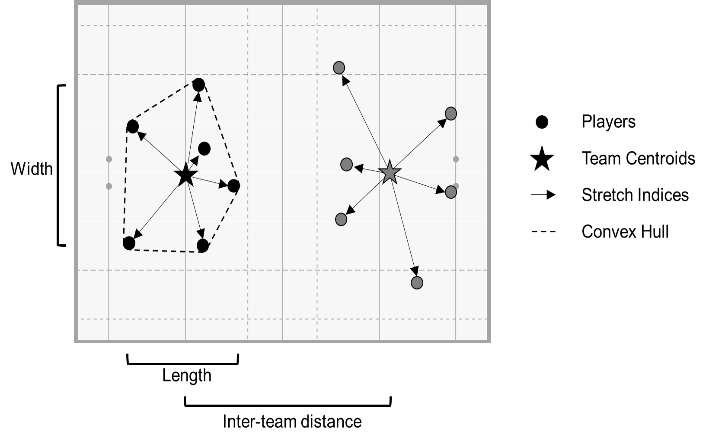 Players
Team Centroids
Width
Stretch Indices
Convex Hull
Length
Inter-team distance